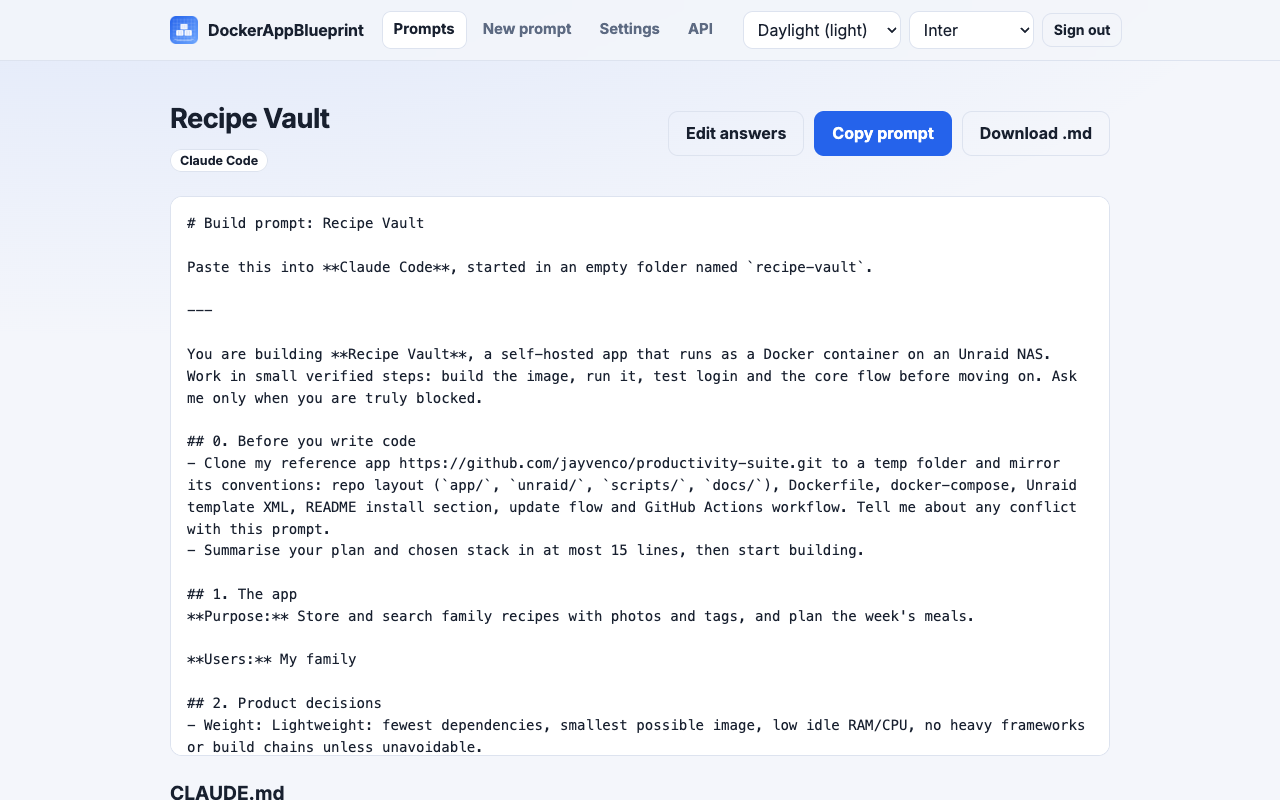 DockerAppBlueprint
Prompts
New prompt
Settings
API
Daylight (light)
Inter
Sign out
Recipe Vault
Claude Code
Edit answers
Copy prompt
Download .md
# Build prompt: Recipe Vault
Paste this into **Claude Code**, started in an empty folder named `recipe-vault`.
---
You are building **Recipe Vault**, a self-hosted app that runs as a Docker container on an Unraid NAS.
Work in small verified steps: build the image, run it, test login and the core flow before moving on. Ask
me only when you are truly blocked.
## 0. Before you write code
- Clone my reference app https://github.com/jayvenco/productivity-suite.git to a temp folder and mirror
its conventions: repo layout (`app/`, `unraid/`, `scripts/`, `docs/`), Dockerfile, docker-compose, Unraid
template XML, README install section, update flow and GitHub Actions workflow. Tell me about any conflict
with this prompt.
- Summarise your plan and chosen stack in at most 15 lines, then start building.
## 1. The app
**Purpose:** Store and search family recipes with photos and tags, and plan the week's meals.
**Users:** My family
## 2. Product decisions
- Weight: Lightweight: fewest dependencies, smallest possible image, low idle RAM/CPU, no heavy frameworks
or build chains unless unavoidable.
CLAUDE.md